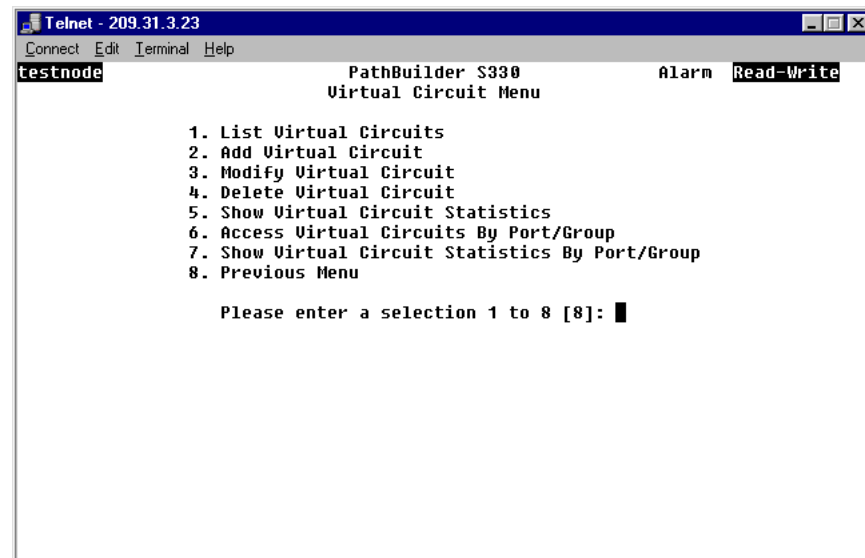 Telnet - 209.31.3.23
Connect Edit Terminal Help
testnode PathBuilder S330 Alarm Read-Write
Virtual Circuit Menu
1. List Virtual Circuits
2. Add Virtual Circuit
3. Modify Virtual Circuit
4. Delete Virtual Circuit
5. Show Virtual Circuit Statistics
6. Access Virtual Circuits By Port/Group
7. Show Virtual Circuit Statistics By Port/Group
8. Previous Menu
Please enter a selection 1 to 8 [8]: